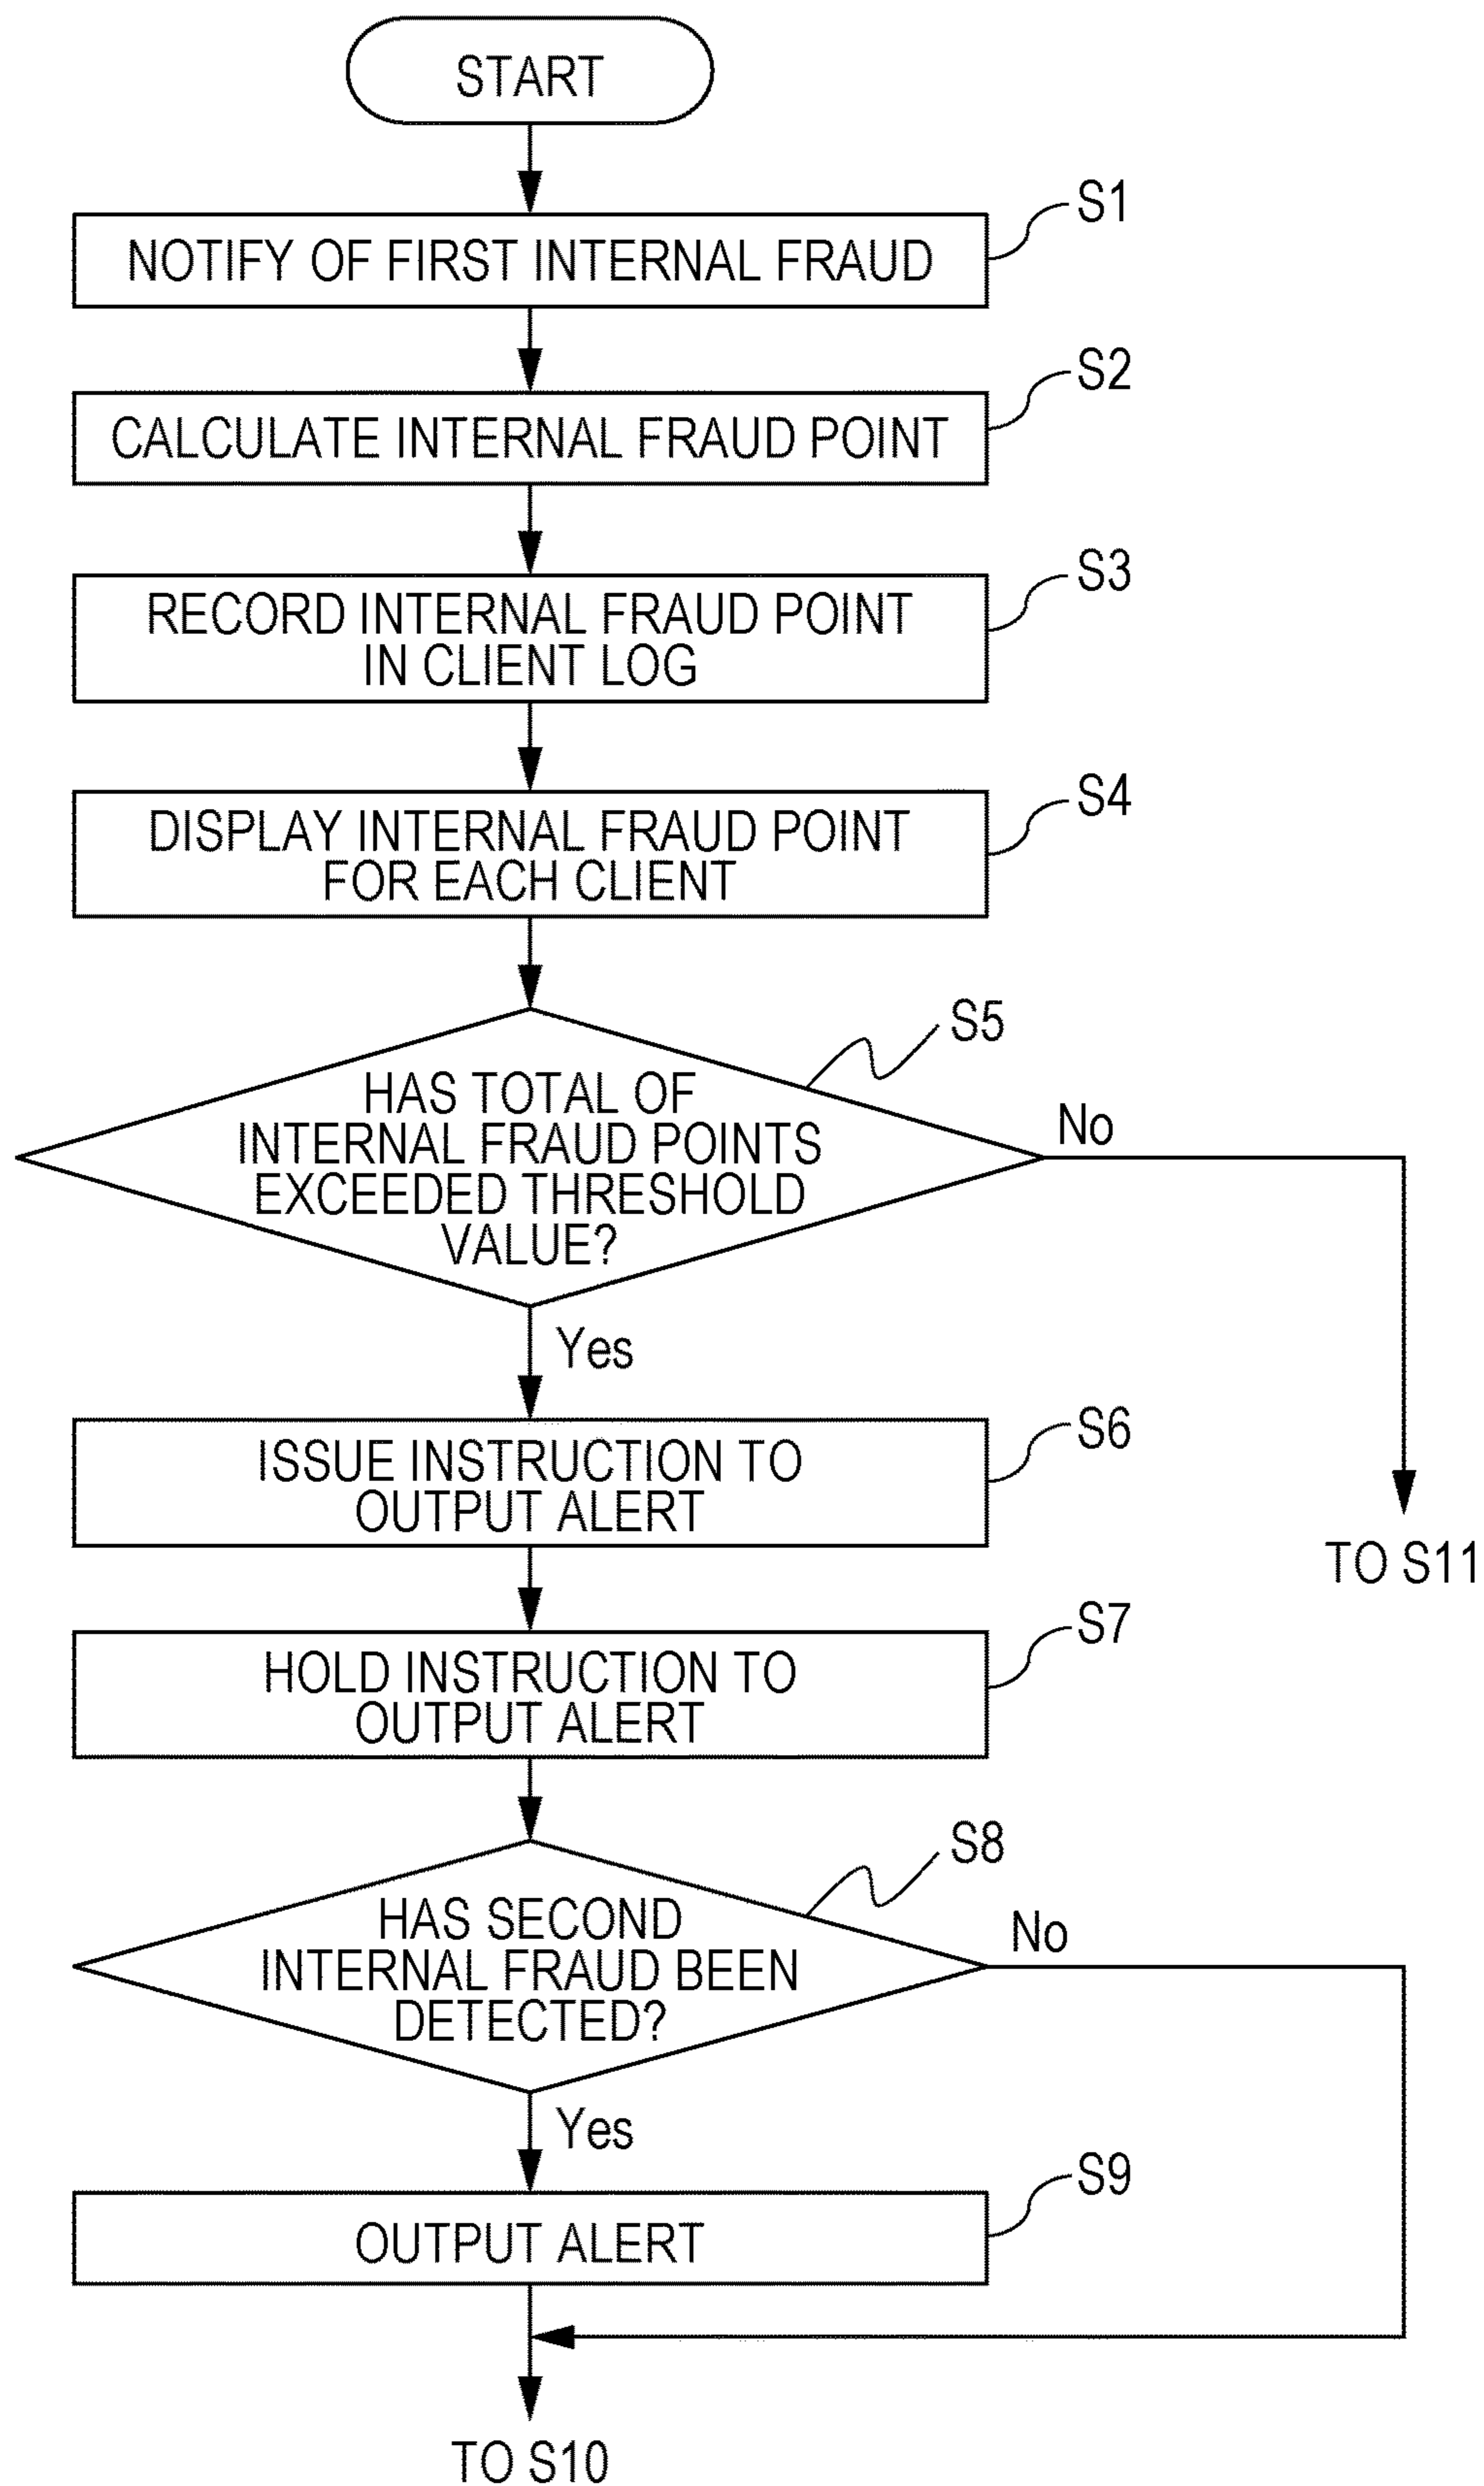 START
S1
NOTIFY OF FIRST INTERNAL FRAUD
S2
CALCULATE INTERNAL FRAUD POINT
S3
RECORD INTERNAL FRAUD POINT
IN CLIENT LOG
S4
DISPLAY INTERNAL FRAUD POINT
FOR EACH CLIENT
S5
HAS TOTAL OF
INTERNAL FRAUD POINTS
EXCEEDED THRESHOLD
VALUE?
No
Yes
S6
ISSUE INSTRUCTION TO
OUTPUT ALERT
TO S11
S7
HOLD INSTRUCTION TO
OUTPUT ALERT
S8
HAS SECOND
INTERNAL FRAUD BEEN
DETECTED?
No
Yes
S9
OUTPUT ALERT
TO S10